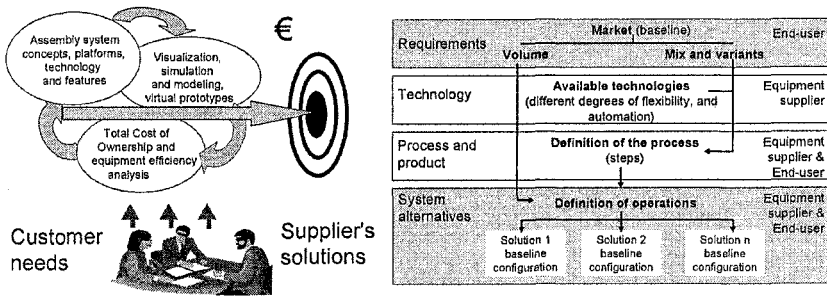 Assembly system
concepts, platforms,
technology
and features
€
Visualization,
simulation
and modeling,
virtual prototypes
Total Cost of
Ownership and
equipment efficiency
analysis
Customer
needs
Supplier's
solutions
Requirements
Market (baseline)
End-user
Volume
Mix and variants
Technology
Available technologies
(different degrees of flexibility, and
automation)
Equipment
supplier
Process and
product
Definition of the process
(steps)
Equipment
supplier &
End-user
System
alternatives
Definition of operations
Equipment
supplier &
End-user
Solution 1
baseline
configuration
Solution 2
baseline
configuration
Solution n
baseline
configuration